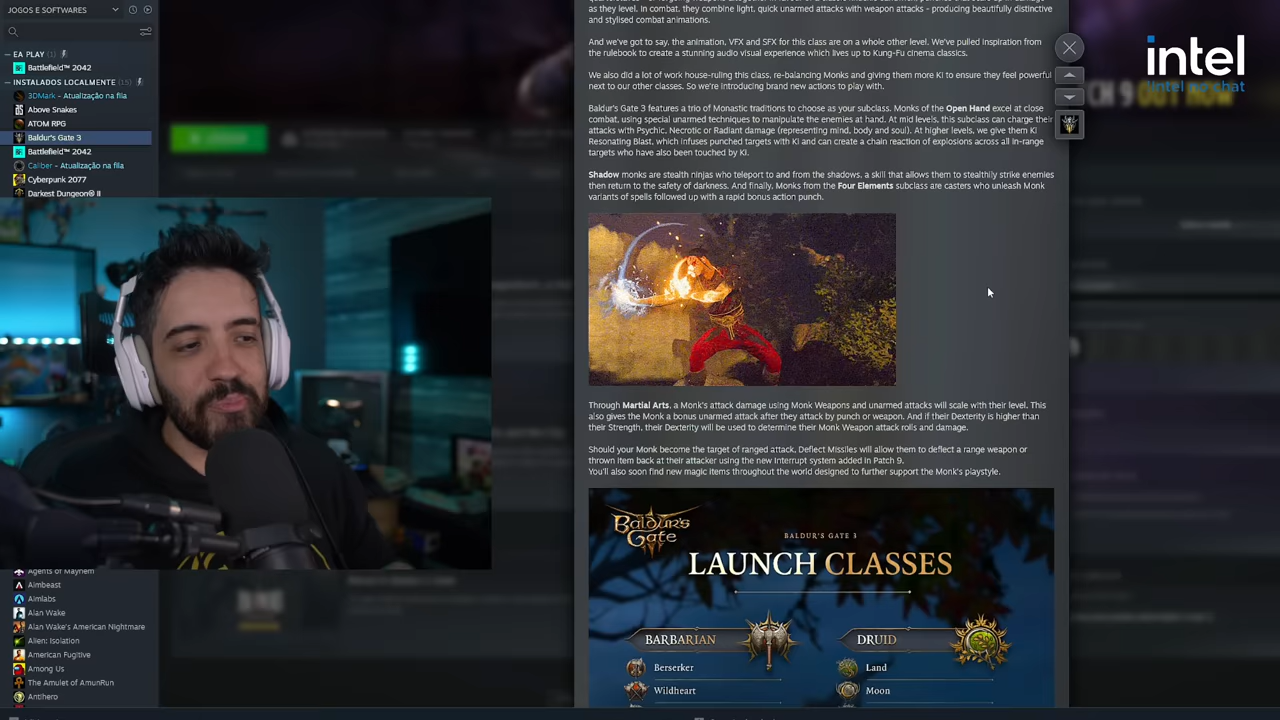 JOGOS E SOFTWARES
EA PLAY (1)
Battlefield™ 2042
INSTALADOS LOCALMENTE
3DMark - Atualização na fila
Above Snakes
ATOM RPG
Baldur's Gate 3
Battlefield™ 2042
Caliber - Atualização na fila
Cyberpunk 2077
Darkest Dungeon® II
Agents of Mayhem
Aimbeast
Aimlabs
Alan Wake
Alan Wake's American Nightmare
Alien: Isolation
American Fugitive
Among Us
The Amulet of AmunRun
Antihero
as they level. In combat, they combine light, quick unarmed attacks with weapon attacks - producing beautifully distinctive
and stylised combat animations.
And we've got to say, the animation, VFX and SFX for this class are on a whole other level. We've pulled inspiration from
the rulebook to create a stunning audio visual experience which lives up to Kung-Fu cinema classics.
We also did a lot of work house-ruling this class, re-balancing Monks and giving them more KI to ensure they feel powerful
next to our other classes. So we're introducing brand new actions to play with.
Baldur's Gate 3 features a trio of Monastic traditions to choose as your subclass. Monks of the Open Hand excel at close
combat, using special unarmed techniques to manipulate the enemies at hand. At mid levels, this subclass can charge their
attacks with Psychic, Necrotic or Radiant damage (representing mind, body and soul). At higher levels, we give them KI
Resonating Blast, which infuses punched targets with KI and can create a chain reaction of explosions across all in-range
targets who have also been touched by KI.
Shadow monks are stealth ninjas who teleport to and from the shadows, a skill that allows them to stealthily strike enemies
then return to the safety of darkness. And finally, Monks from the Four Elements subclass are casters who unleash Monk
variants of spells followed up with a rapid bonus action punch.
Through Martial Arts, a Monk's attack damage using Monk Weapons and unarmed attacks will scale with their level. This
also gives the Monk a bonus unarmed attack after they attack by punch or weapon. And if their Dexterity is higher than
their Strength, their Dexterity will be used to determine their Monk Weapon attack rolls and damage.
Should your Monk become the target of ranged attack, Deflect Missiles will allow them to deflect a range weapon or
thrown item back at their attacker using the new Interrupt system added in Patch 9.
You'll also soon find new magic items throughout the world designed to further support the Monk's playstyle.
Baldur's
Gate
BALDUR'S GATE 3
LAUNCH CLASSES
BARBARIAN
Berserker
Wildheart
DRUID
Land
Moon
intel
!intel no chat
CH 9 OUT NOW